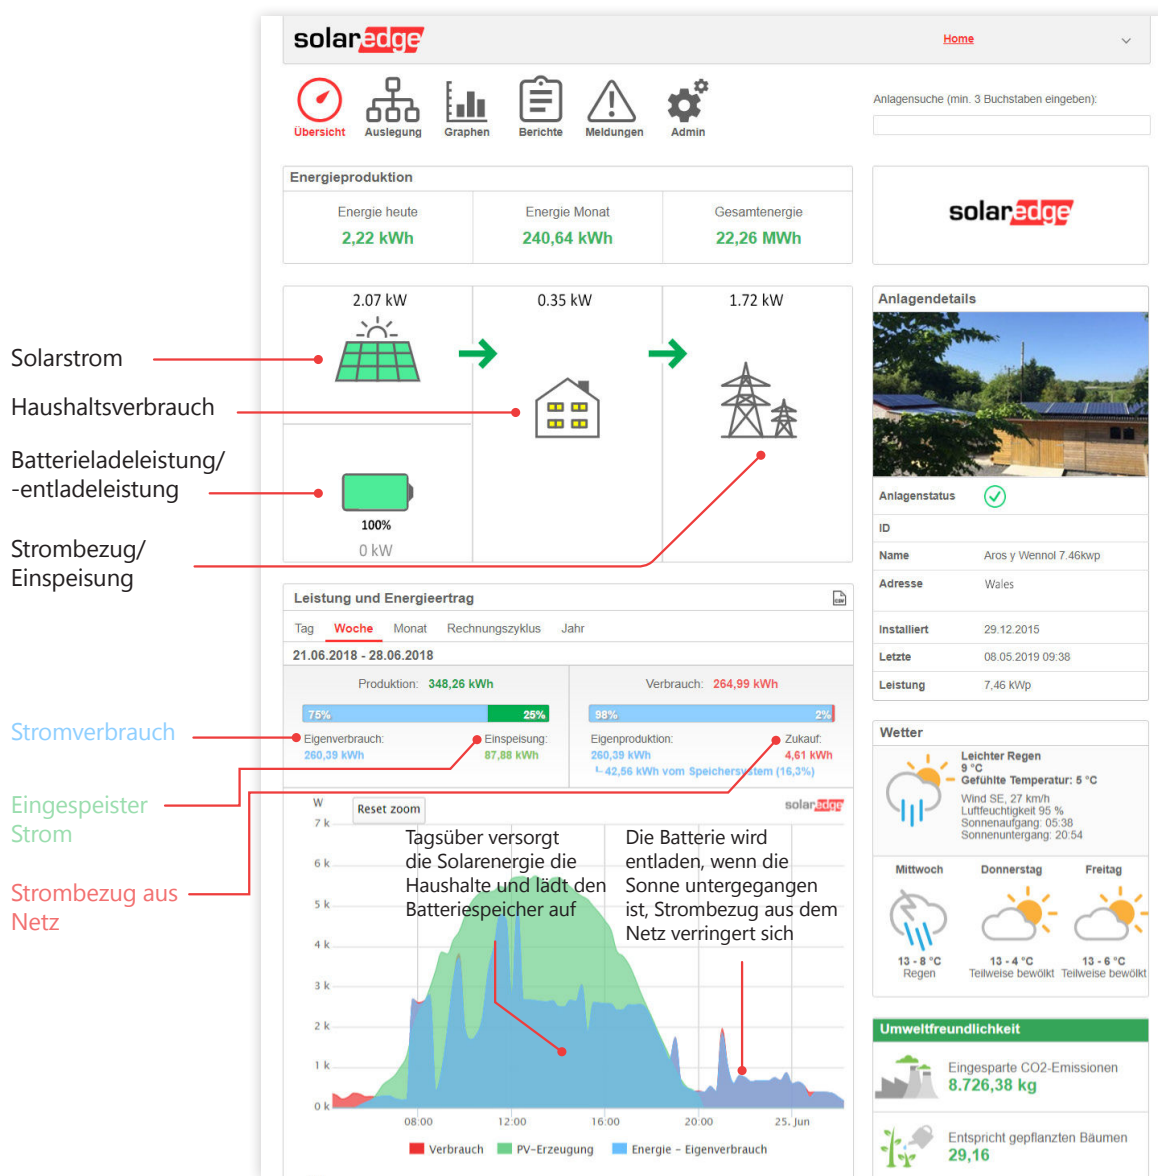 solaredge
Home
Übersicht
Auslegung
Graphen
Berichte
Meldungen
Admin
Anlagensuche (min. 3 Buchstaben eingeben):
Energieproduktion
Energie heute
2,22 kWh
Energie Monat
240,64 kWh
Gesamtenergie
22,26 MWh
solaredge
2.07 kW
0.35 kW
1.72 kW
Solarstrom
Haushaltsverbrauch
Batterieladeleistung/
-entladeleistung
Strombezug/
Einspeisung
100%
0 kW
Anlagendetails
Anlagenstatus
ID
Name Aros y Wennol 7.46kwp
Adresse Wales
Installiert 29.12.2015
Letzte 08.05.2019 09:38
Leistung 7,46 kWp
Leistung und Energieertrag
CSV
Tag Woche Monat Rechnungszyklus Jahr
21.06.2018 - 28.06.2018
Produktion: 348,26 kWh
Verbrauch: 264,99 kWh
75% 25%
98% 2%
Eigenverbrauch:
260,39 kWh
Einspeisung:
87,88 kWh
Eigenproduktion:
260,39 kWh
42,56 kWh vom Speichersystem (16,3%)
Zukauf:
4,61 kWh
Stromverbrauch
Eingespeister
Strom
Strombezug aus
Netz
W
Reset zoom
solaredge
7 k
6 k
5 k
4 k
3 k
2 k
1 k
0 k
Tagsüber versorgt
die Solarenergie die
Haushalte und lädt den
Batteriespeicher auf
Die Batterie wird
entladen, wenn die
Sonne untergegangen
ist, Strombezug aus dem
Netz verringert sich
08:00 12:00 16:00 20:00 25. Jun
Verbrauch PV-Erzeugung Energie - Eigenverbrauch
Wetter
Leichter Regen
9 °C
Gefühlte Temperatur: 5 °C
Wind SE, 27 km/h
Luftfeuchtigkeit 95 %
Sonnenaufgang: 05:38
Sonnenuntergang: 20:54
Mittwoch
Donnerstag
Freitag
13 - 8 °C
Regen
13 - 4 °C
Teilweise bewölkt
13 - 6 °C
Teilweise bewölkt
Umweltfreundlichkeit
Eingesparte CO2-Emissionen
8.726,38 kg
Entspricht gepflanzten Bäumen
29,16